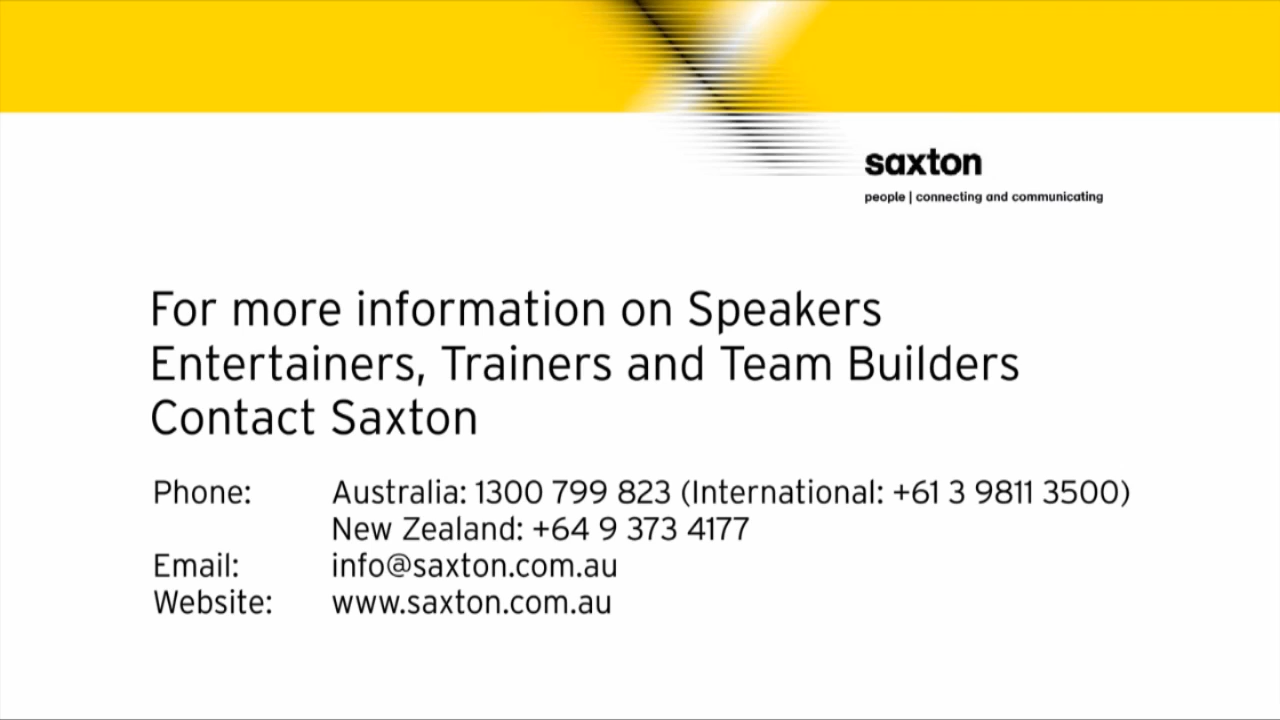 saxton
people | connecting and communicating
For more information on Speakers
Entertainers, Trainers and Team Builders
Contact Saxton
Phone: Australia: 1300 799 823 (International: +61 3 9811 3500)
New Zealand: +64 9 373 4177
Email: info@saxton.com.au
Website: www.saxton.com.au